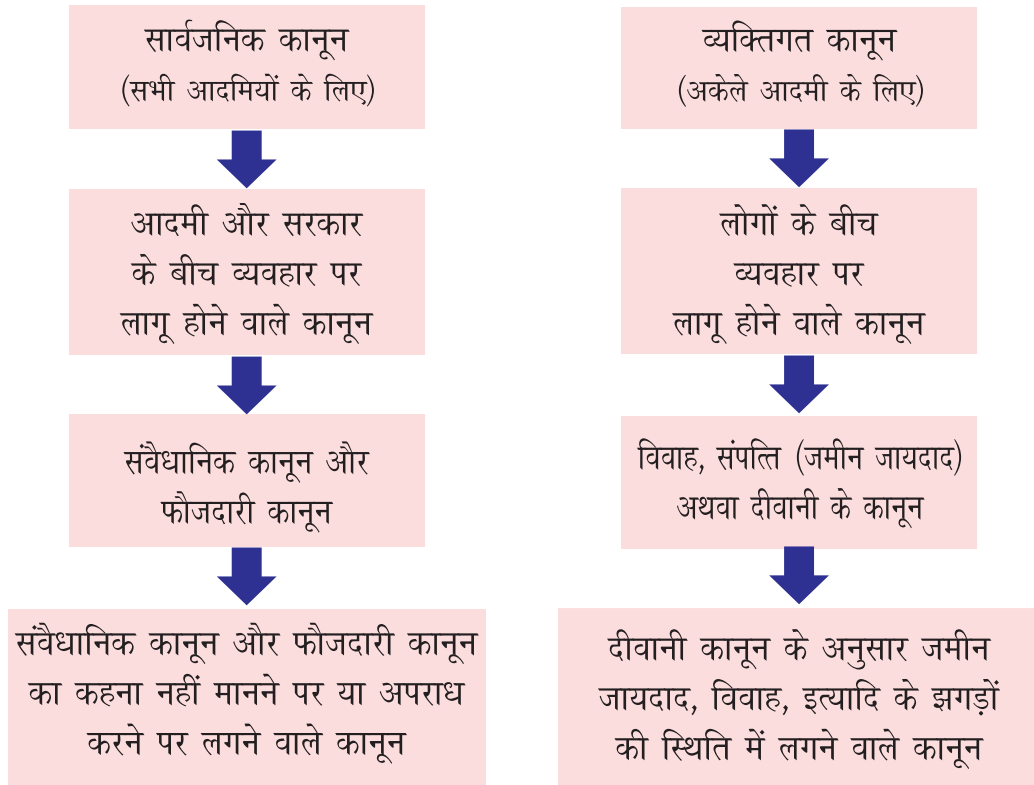 सार्वजनिक कानून
(सभी आदमियों के लिए)
आदमी और सरकार
के बीच व्यवहार पर
लागू होने वाले कानून
संवैधानिक कानून और
फौजदारी कानून
संवैधानिक कानून और फौजदारी कानून
का कहना नहीं मानने पर या अपराध
करने पर लगने वाले कानून
व्यक्तिगत कानून
(अकेले आदमी के लिए)
लोगों के बीच
व्यवहार पर
लागू होने वाले कानून
विवाह, संपत्ति (जमीन जायदाद)
अथवा दीवानी के कानून
दीवानी कानून के अनुसार जमीन
जायदाद, विवाह, इत्यादि के झगड़ों
की स्थिति में लगने वाले कानून